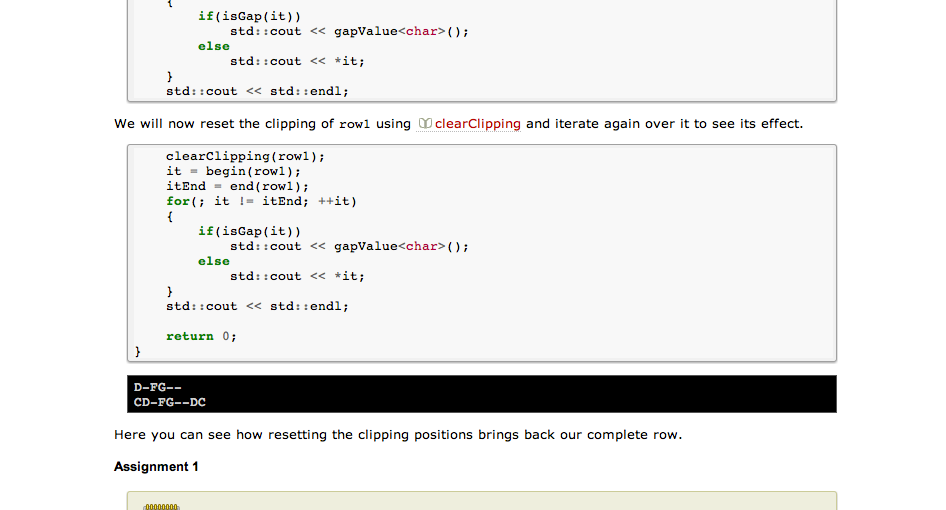 {
if(isGap(it))
std::cout << gapValue<char>();
else
std::cout << *it;
}
std::cout << std::endl;
We will now reset the clipping of row1 using clearClipping and iterate again over it to see its effect.
clearClipping(row1);
it = begin(row1);
itEnd = end(row1);
for(; it != itEnd; ++it)
{
if(isGap(it))
std::cout << gapValue<char>();
else
std::cout << *it;
}
std::cout << std::endl;
return 0;
}
D-FG--
CD-FG--DC
Here you can see how resetting the clipping positions brings back our complete row.
Assignment 1